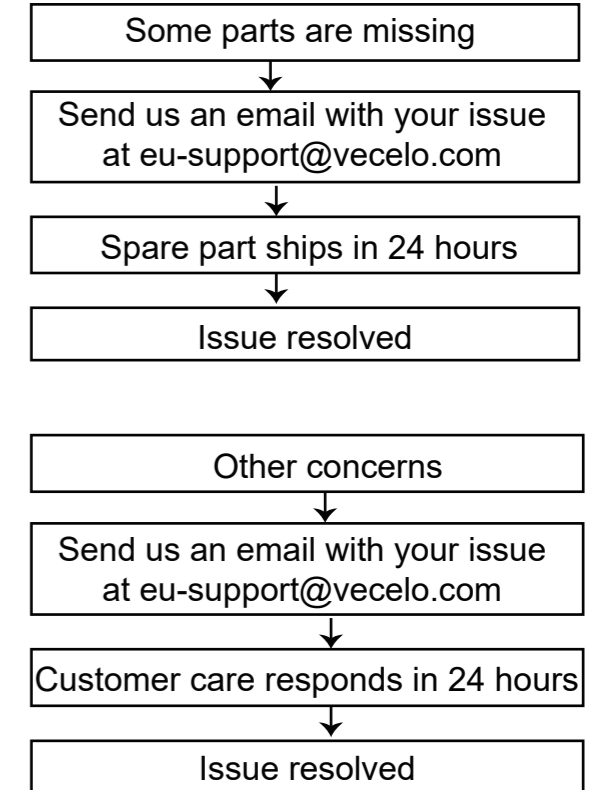 Some parts are missing
Send us an email with your issue
at eu-support@vecelo.com
Spare part ships in 24 hours
Issue resolved
Other concerns
Send us an email with your issue
at eu-support@vecelo.com
Customer care responds in 24 hours
Issue resolved